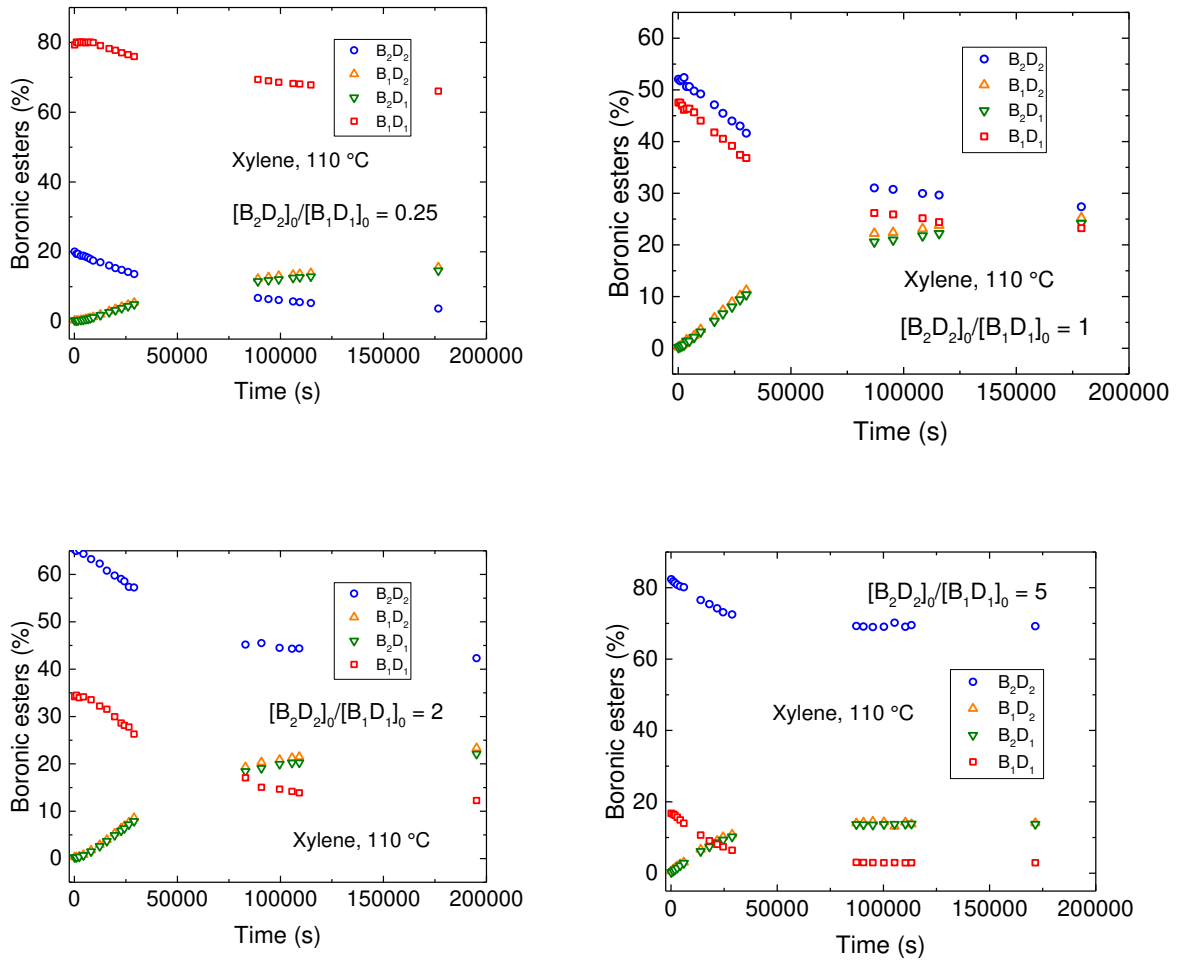 80
60
40
20
0
Boronic esters (%)
B₂D₂
B₁D₂
B₂D₁
B₁D₁
Xylene, 110 °C
[B₂D₂]₀/[B₁D₁]₀ = 0.25
0 50000 100000 150000 200000
Time (s)
60
50
40
30
20
10
0
Boronic esters (%)
B₂D₂
B₁D₂
B₂D₁
B₁D₁
Xylene, 110 °C
[B₂D₂]₀/[B₁D₁]₀ = 1
0 50000 100000 150000 200000
Time (s)
60
50
40
30
20
10
0
Boronic esters (%)
B₂D₂
B₁D₂
B₂D₁
B₁D₁
[B₂D₂]₀/[B₁D₁]₀ = 2
Xylene, 110 °C
0 50000 100000 150000 200000
Time (s)
80
60
40
20
0
Boronic esters (%)
[B₂D₂]₀/[B₁D₁]₀ = 5
Xylene, 110 °C
B₂D₂
B₁D₂
B₂D₁
B₁D₁
0 50000 100000 150000 200000
Time (s)